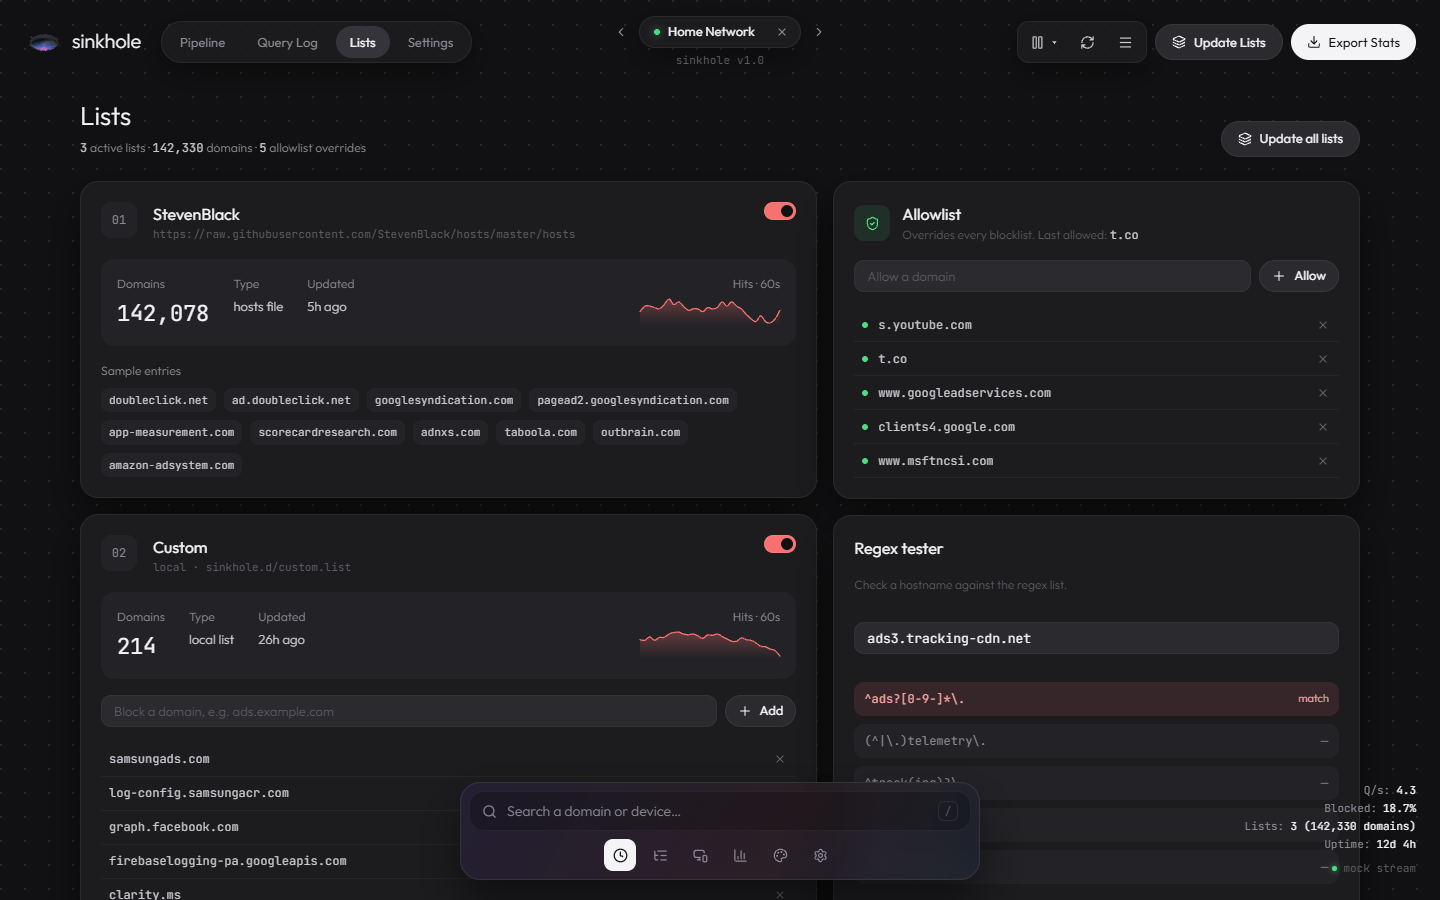 sinkhole
Pipeline
Query Log
Lists
Settings
Home Network
sinkhole v1.0
Update Lists
Export Stats
Lists
3 active lists · 142,330 domains · 5 allowlist overrides
Update all lists
01
StevenBlack
https://raw.githubusercontent.com/StevenBlack/hosts/master/hosts
Domains
Type
Updated
Hits · 60s
142,078
hosts file
5h ago
Sample entries
doubleclick.net
ad.doubleclick.net
googlesyndication.com
pagead2.googlesyndication.com
app-measurement.com
scorecardresearch.com
adnxs.com
taboola.com
outbrain.com
amazon-adsystem.com
Allowlist
Overrides every blocklist. Last allowed: t.co
Allow a domain
Allow
s.youtube.com
t.co
www.googleadservices.com
clients4.google.com
www.msftncsi.com
02
Custom
local · sinkhole.d/custom.list
Domains
Type
Updated
Hits · 60s
214
local list
26h ago
Block a domain, e.g. ads.example.com
Add
samsungads.com
log-config.samsungacr.com
graph.facebook.com
firebaselogging-pa.googleapis.com
clarity.ms
Regex tester
Check a hostname against the regex list.
ads3.tracking-cdn.net
^ads?[0-9-]*\.
match
(^|\.)telemetry\.
—
—
—
Search a domain or device...
/
Q/s: 4.3
Blocked: 18.7%
Lists: 3 (142,330 domains)
Uptime: 12d 4h
mock stream